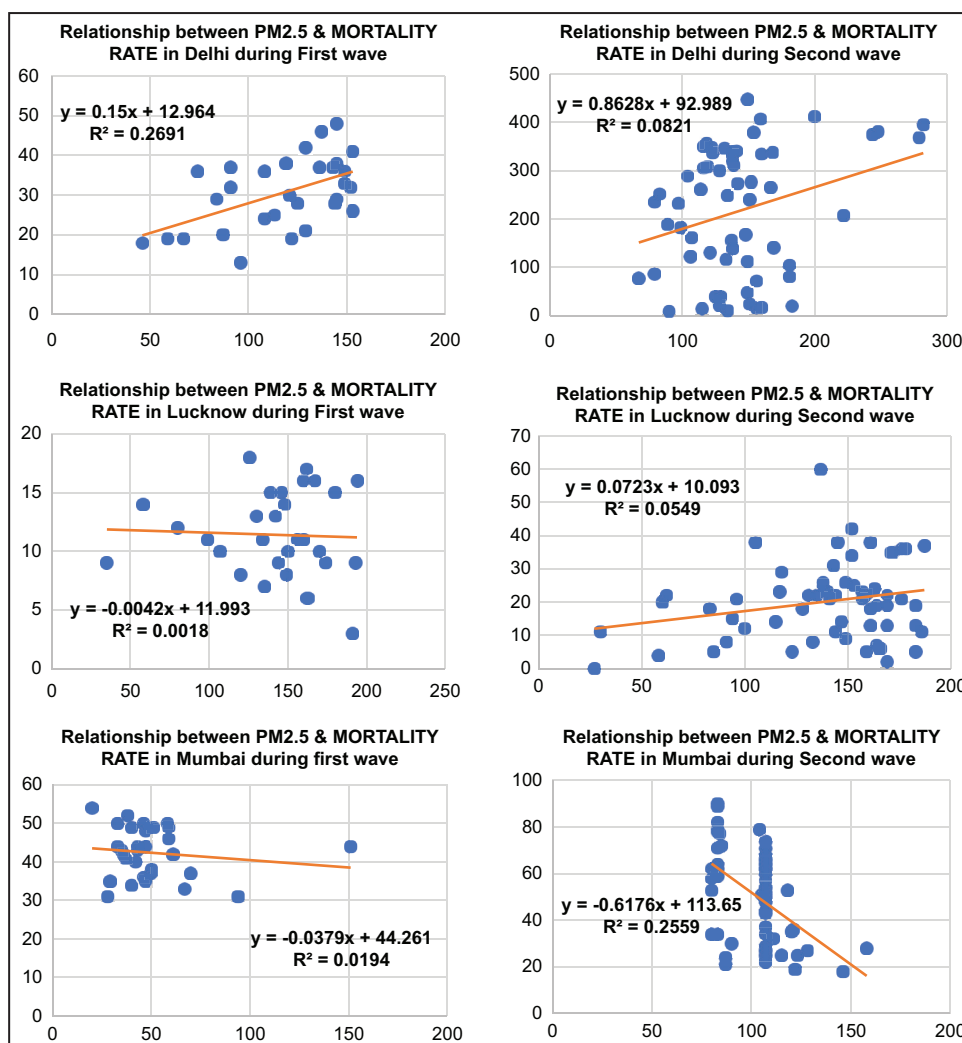 Relationship between PM2.5 & MORTALITY
RATE in Delhi during First wave
60
50
40
30
20
10
0
0 50 100 150 200
y = 0.15x + 12.964
R² = 0.2691
Relationship between PM2.5 & MORTALITY
RATE in Delhi during Second wave
500
400
300
200
100
0
0 100 200 300
y = 0.8628x + 92.989
R² = 0.0821
Relationship between PM2.5 & MORTALITY
RATE in Lucknow during First wave
20
15
10
5
0
0 50 100 150 200 250
y = -0.0042x + 11.993
R² = 0.0018
Relationship between PM2.5 & MORTALITY
RATE in Lucknow during Second wave
70
60
50
40
30
20
10
0
0 50 100 150 200
y = 0.0723x + 10.093
R² = 0.0549
Relationship between PM2.5 & MORTALITY
RATE in Mumbai during first wave
60
50
40
30
20
10
0
0 50 100 150 200
y = -0.0379x + 44.261
R² = 0.0194
Relationship between PM2.5 & MORTALITY
RATE in Mumbai during Second wave
100
80
60
40
20
0
0 50 100 150 200
y = -0.6176x + 113.65
R² = 0.2559